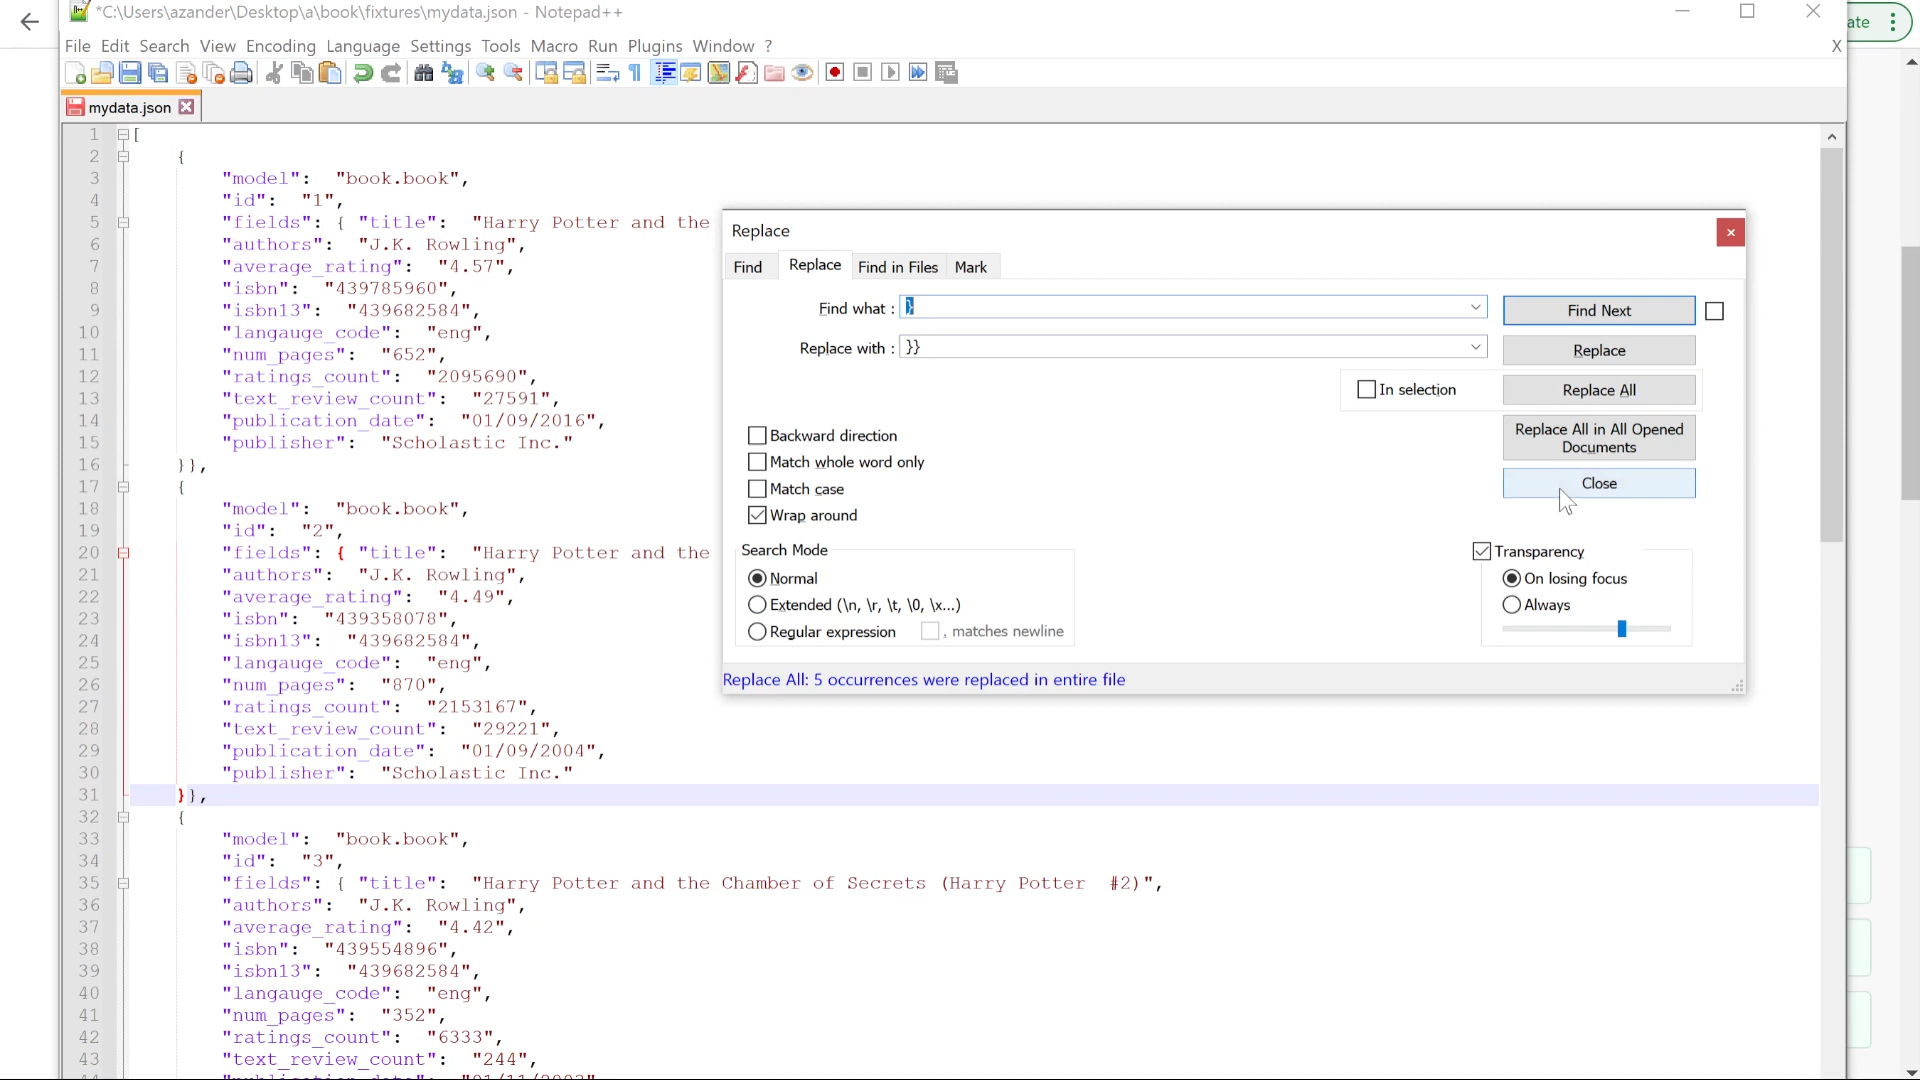 *C:\Users\azander\Desktop\a\book\fixtures\mydata.json - Notepad++
ate
File Edit Search View Encoding Language Settings Tools Macro Run Plugins Window ?
X
mydata.json
1 [
2 {
3 "model": "book.book",
4 "id": "1",
5 "fields": { "title": "Harry Potter and the
6 "authors": "J.K. Rowling",
7 "average_rating": "4.57",
8 "isbn": "439785960",
9 "isbn13": "439682584",
10 "langauge_code": "eng",
11 "num_pages": "652",
12 "ratings_count": "2095690",
13 "text_review_count": "27591",
14 "publication_date": "01/09/2016",
15 "publisher": "Scholastic Inc."
16 }},
17 {
18 "model": "book.book",
19 "id": "2",
20 "fields": { "title": "Harry Potter and the
21 "authors": "J.K. Rowling",
22 "average_rating": "4.49",
23 "isbn": "439358078",
24 "isbn13": "439682584",
25 "langauge_code": "eng",
26 "num_pages": "870",
27 "ratings_count": "2153167",
28 "text_review_count": "29221",
29 "publication_date": "01/09/2004",
30 "publisher": "Scholastic Inc."
31 }},
32 {
33 "model": "book.book",
34 "id": "3",
35 "fields": { "title": "Harry Potter and the Chamber of Secrets (Harry Potter #2)",
36 "authors": "J.K. Rowling",
37 "average_rating": "4.42",
38 "isbn": "439554896",
39 "isbn13": "439682584",
40 "langauge_code": "eng",
41 "num_pages": "352",
42 "ratings_count": "6333",
43 "text_review_count": "244",
Replace
Find Replace Find in Files Mark
Find what : }
Find Next
Replace with : }}
Replace
In selection
Replace All
Replace All in All Opened
Documents
Close
Backward direction
Match whole word only
Match case
Wrap around
Search Mode
Normal
Extended (\n, \r, \t, \0, \x...)
Regular expression
. matches newline
Transparency
On losing focus
Always
Replace All: 5 occurrences were replaced in entire file